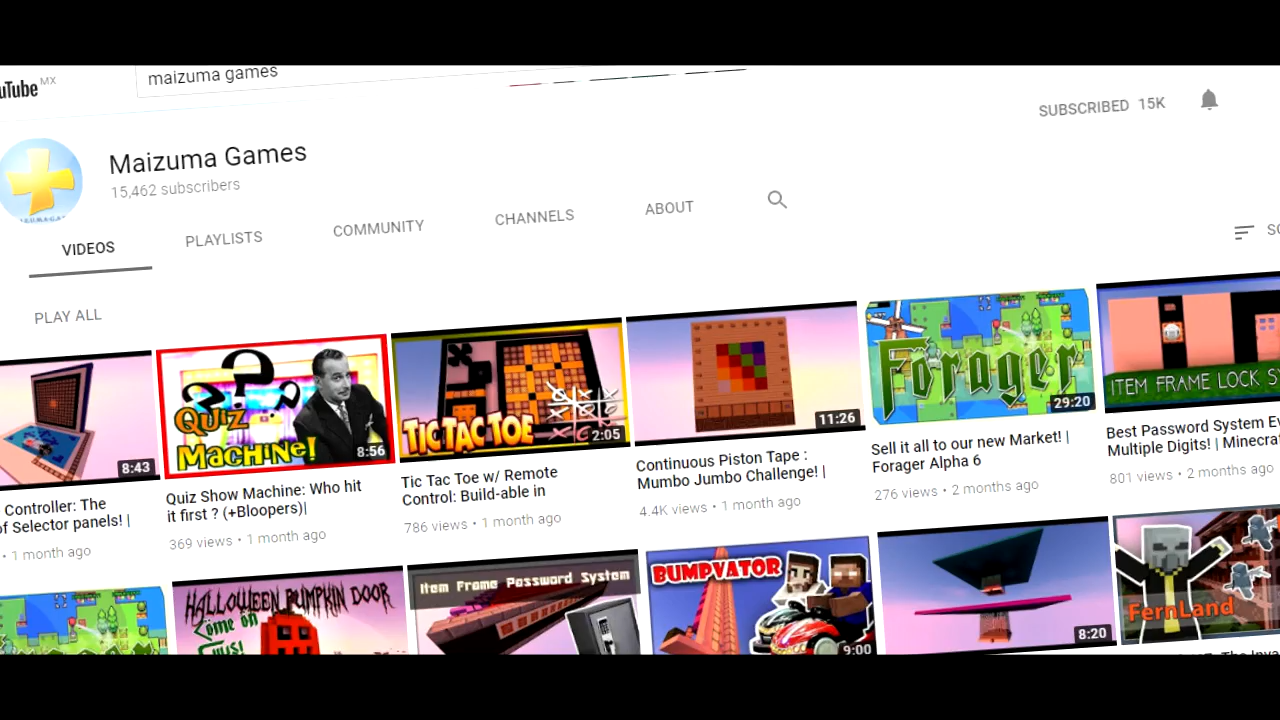 uTube MX
maizuma games
SUBSCRIBED 15K
Maizuma Games
15,462 subscribers
VIDEOS
PLAYLISTS
COMMUNITY
CHANNELS
ABOUT
PLAY ALL
8:43
Quiz
Machine!
8:56
Tic Tac Toe
2:05
11:26
Forager
29:20
ITEM FRAME LOCK SY
Controller: The
of Selector panels! |
• 1 month ago
Quiz Show Machine: Who hit
it first ? (+Bloopers)|
369 views • 1 month ago
Tic Tac Toe w/ Remote
Control: Build-able in
786 views • 1 month ago
Continuous Piston Tape :
Mumbo Jumbo Challenge! |
4.4K views • 1 month ago
Sell it all to our new Market! |
Forager Alpha 6
276 views • 2 months ago
Best Password System Ev
Multiple Digits! | Minecraf
801 views • 2 months ago
HALLOWEEN PUMPKIN DOOR
Come on
Guys!
Item Frame Password System
BUMPVATOR
9:00
8:20
FernLand